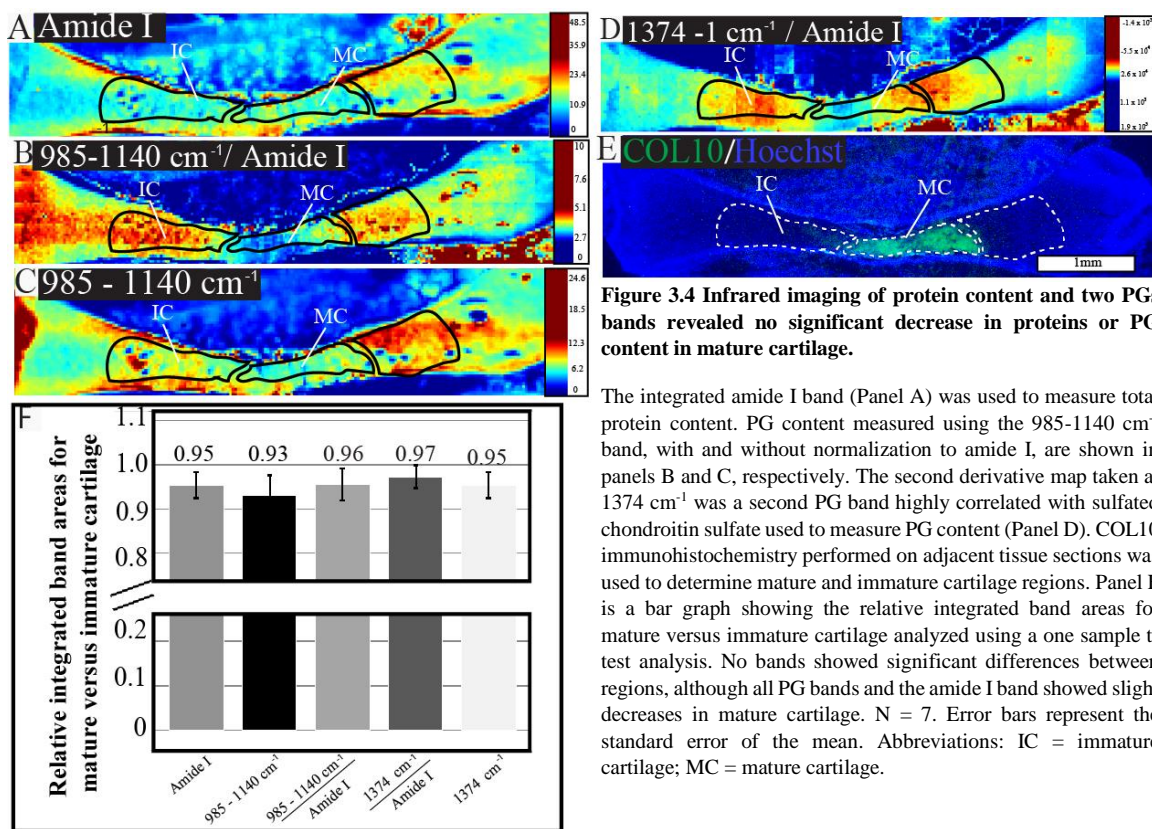 A Amide I
IC
MC
48.5
35.9
23.4
10.9
0
B 985-1140 cm⁻¹/ Amide I
IC
MC
10
7.6
5.1
2.7
0
C 985 - 1140 cm⁻¹
IC
MC
24.6
18.5
12.3
6.2
0
D 1374 -1 cm⁻¹ / Amide I
IC
MC
E COL10/Hoechst
IC
MC
1mm
Figure 3.4 Infrared imaging of protein content and two PGs
bands revealed no significant decrease in proteins or PG
content in mature cartilage.
The integrated amide I band (Panel A) was used to measure total
protein content. PG content measured using the 985-1140 cm⁻
band, with and without normalization to amide I, are shown in
panels B and C, respectively. The second derivative map taken a
1374 cm⁻¹ was a second PG band highly correlated with sulfated
chondroitin sulfate used to measure PG content (Panel D). COL10
immunohistochemistry performed on adjacent tissue sections wa
used to determine mature and immature cartilage regions. Panel F
is a bar graph showing the relative integrated band areas fo
mature versus immature cartilage analyzed using a one sample t
test analysis. No bands showed significant differences between
regions, although all PG bands and the amide I band showed sligh
decreases in mature cartilage. N = 7. Error bars represent the
standard error of the mean. Abbreviations: IC = immature
cartilage; MC = mature cartilage.
F
Relative integrated band areas for
mature versus immature cartilage
1.1
1.0
0.9
0.8
0.2
0.1
0
0.95
0.93
0.96
0.97
0.95
Amide I
985 - 1140 cm⁻¹
985 - 1140 cm⁻¹
Amide I
1374 cm⁻¹
Amide I
1374 cm⁻¹